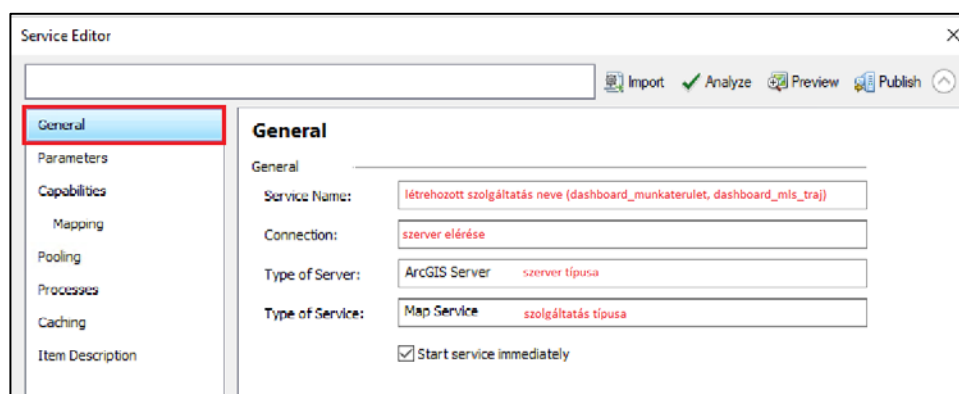 Service Editor
Import Analyze Preview Publish
General
Parameters
Capabilities
Mapping
Pooling
Processes
Caching
Item Description
General
General
Service Name: létrehozott szolgáltatás neve (dashboard_munkaterulet, dashboard_mls_traj)
Connection: szerver elérése
Type of Server: ArcGIS Server szerver típusa
Type of Service: Map Service szolgáltatás típusa
Start service immediately